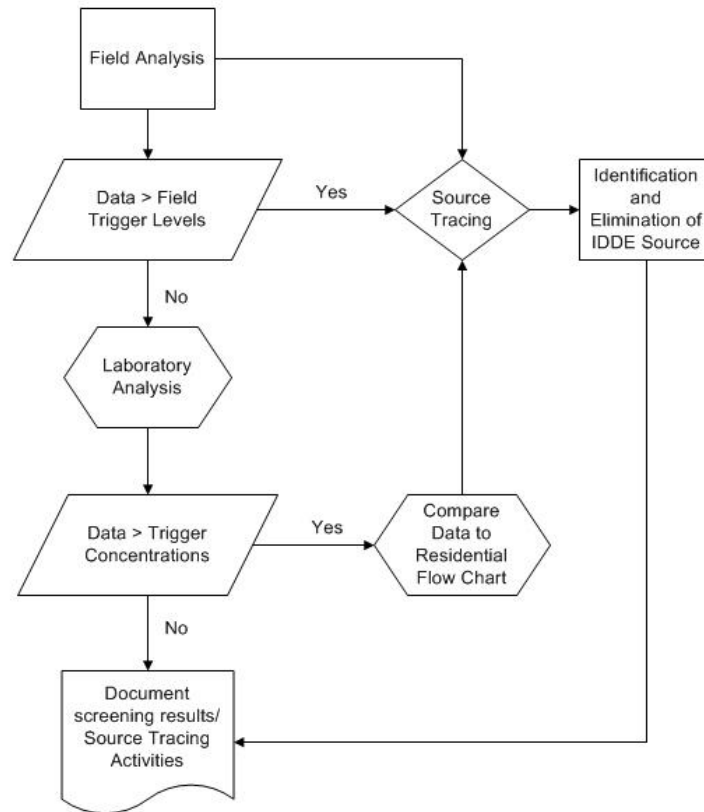 Field Analysis
Data > Field
Trigger Levels
Yes
Source
Tracing
Identification
and
Elimination of
IDDE Source
No
Laboratory
Analysis
Data > Trigger
Concentrations
Yes
Compare
Data to
Residential
Flow Chart
No
Document
screening results/
Source Tracing
Activities